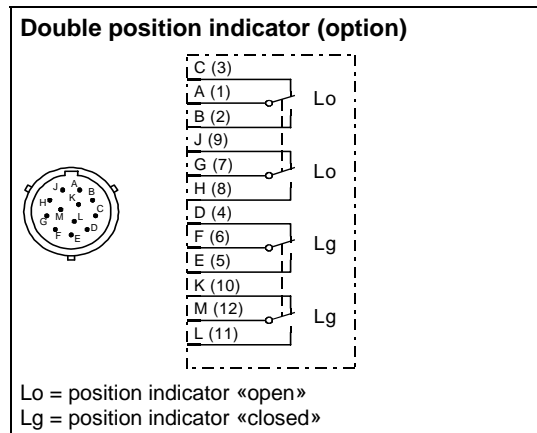 Double position indicator (option)
C (3)
A (1)
Lo
B (2)
J (9)
G (7)
Lo
H (8)
D (4)
F (6)
Lg
E (5)
K (10)
M (12)
Lg
L (11)
J
A
B
H
K
C
M
L
G
D
F
E
Lo = position indicator «open»
Lg = position indicator «closed»